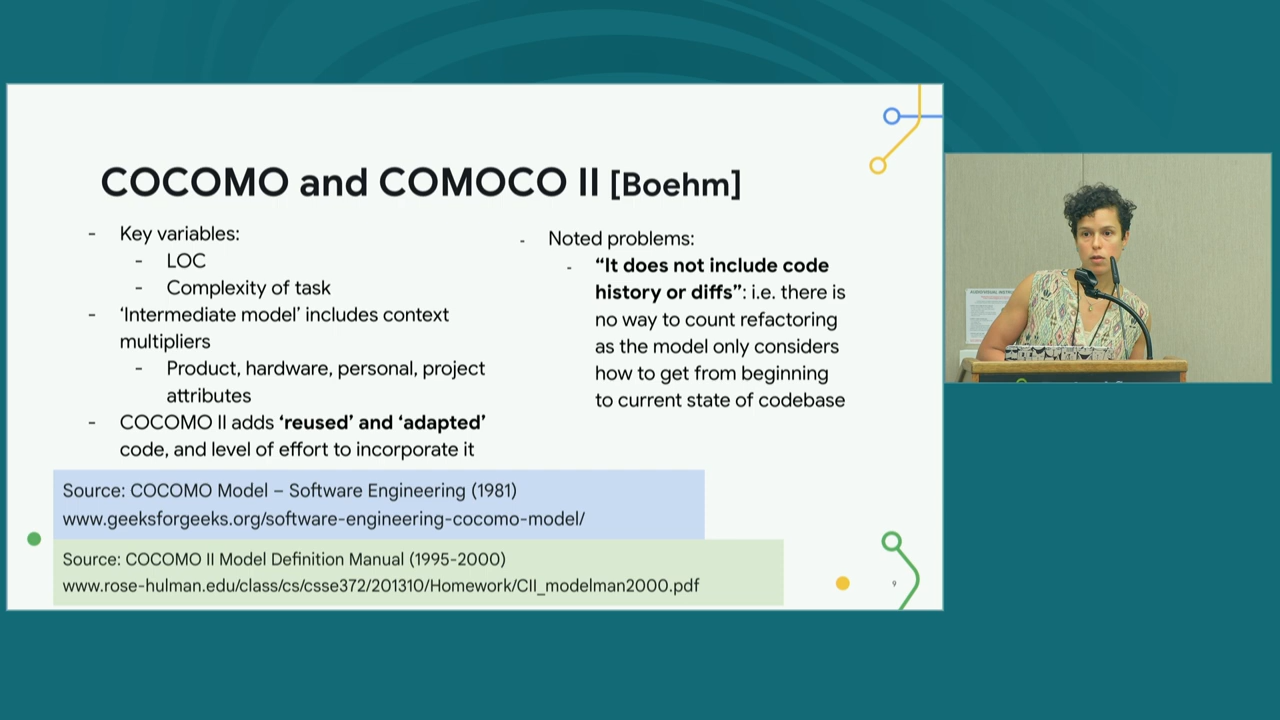 COCOMO and COMOCO II [Boehm]
- Key variables:
- LOC
- Complexity of task
- ‘Intermediate model’ includes context
multipliers
- Product, hardware, personal, project
attributes
- COCOMO II adds ‘reused’ and ‘adapted’
code, and level of effort to incorporate it
- Noted problems:
- “It does not include code
history or diffs”: i.e. there is
no way to count refactoring
as the model only considers
how to get from beginning
to current state of codebase
Source: COCOMO Model – Software Engineering (1981)
www.geeksforgeeks.org/software-engineering-cocomo-model/
Source: COCOMO II Model Definition Manual (1995-2000)
www.rose-hulman.edu/class/cs/csse372/201310/Homework/CII_modelman2000.pdf
9